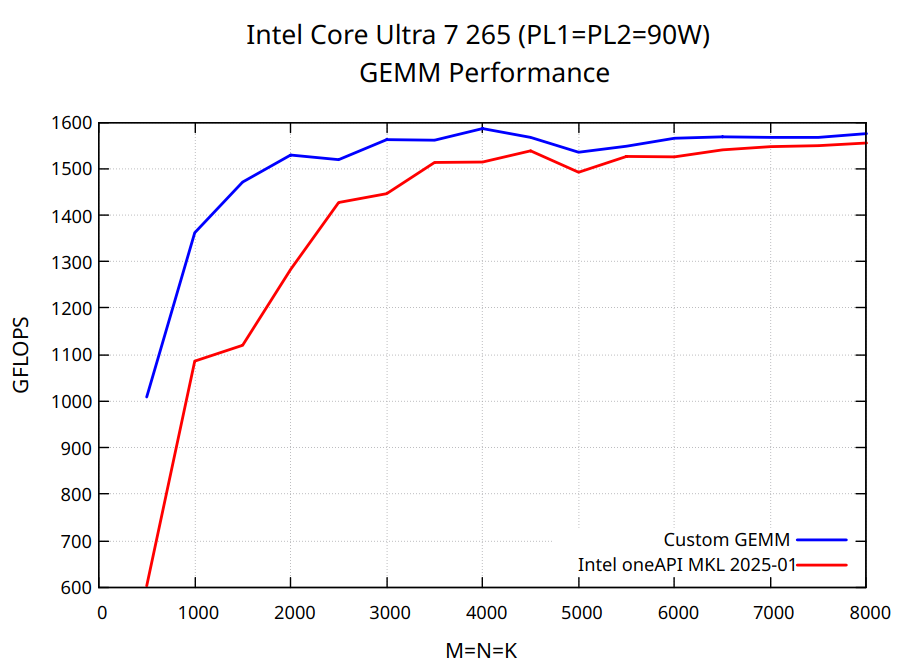 Intel Core Ultra 7 265 (PL1=PL2=90W)
GEMM Performance
1600
1500
1400
1300
1200
1100
1000
900
800
700
600
GFLOPS
Custom GEMM
Intel oneAPI MKL 2025-01
0 1000 2000 3000 4000 5000 6000 7000 8000
M=N=K